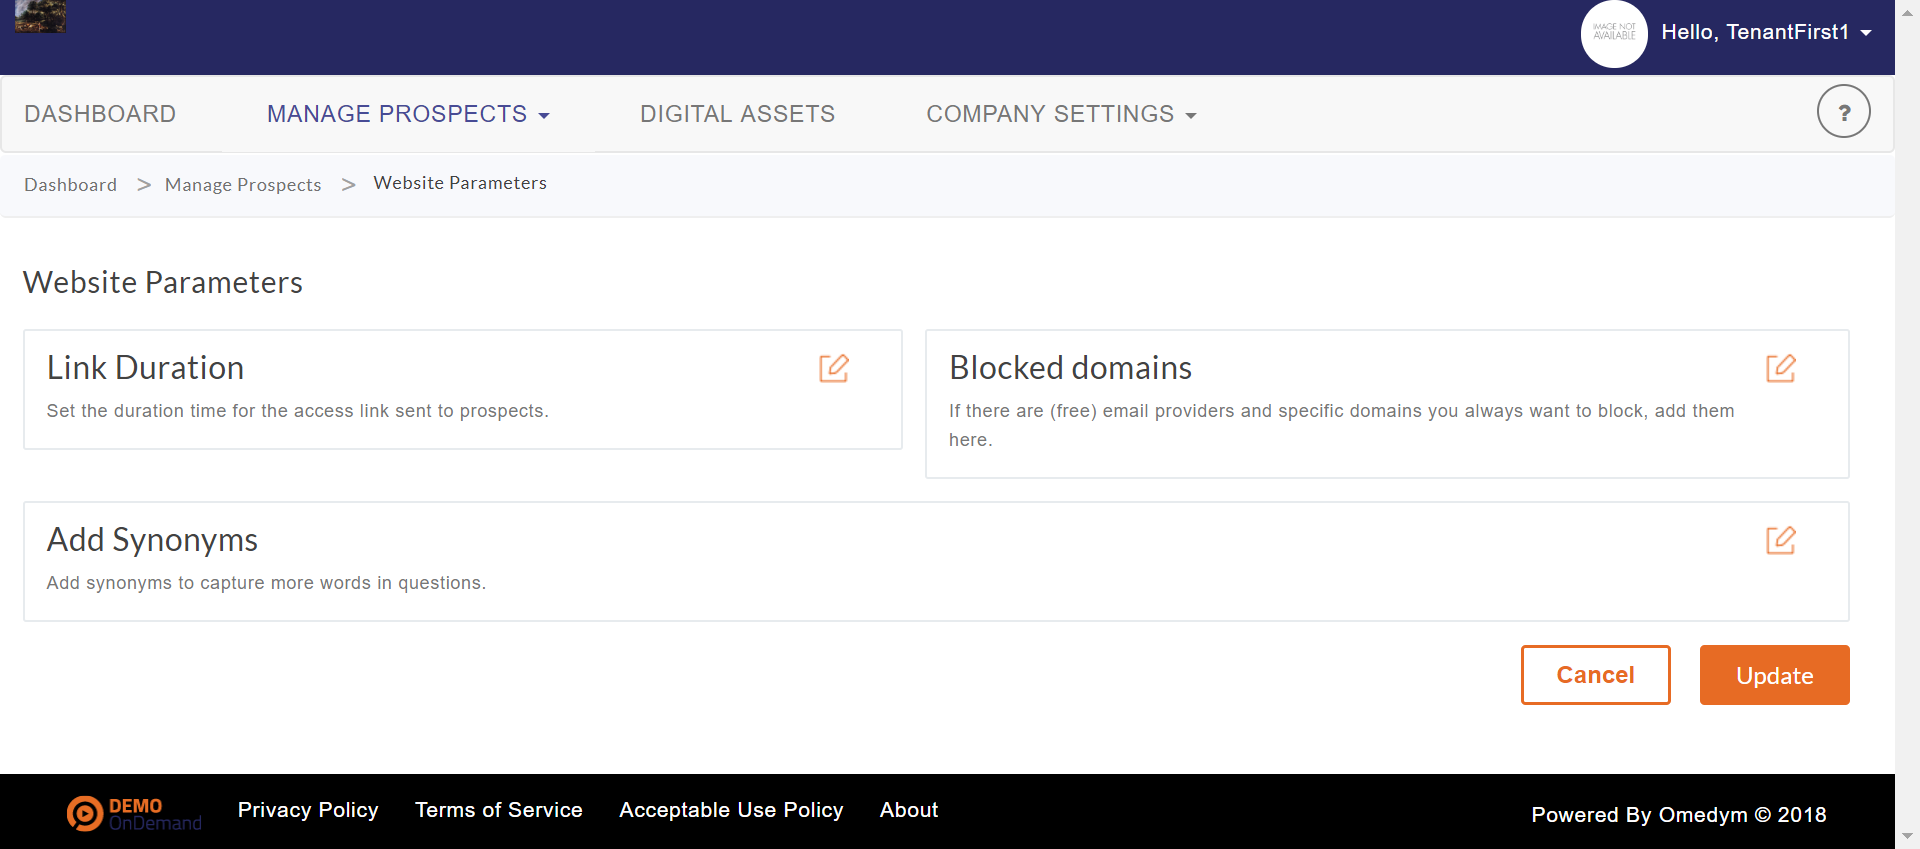 IMAGE NOT
AVAILABLE
Hello, TenantFirst1
DASHBOARD MANAGE PROSPECTS DIGITAL ASSETS COMPANY SETTINGS ?
Dashboard > Manage Prospects > Website Parameters
Website Parameters
Link Duration
Set the duration time for the access link sent to prospects.
Blocked domains
If there are (free) email providers and specific domains you always want to block, add them
here.
Add Synonyms
Add synonyms to capture more words in questions.
Cancel Update
DEMO
OnDemand
Privacy Policy Terms of Service Acceptable Use Policy About
Powered By Omedym © 2018